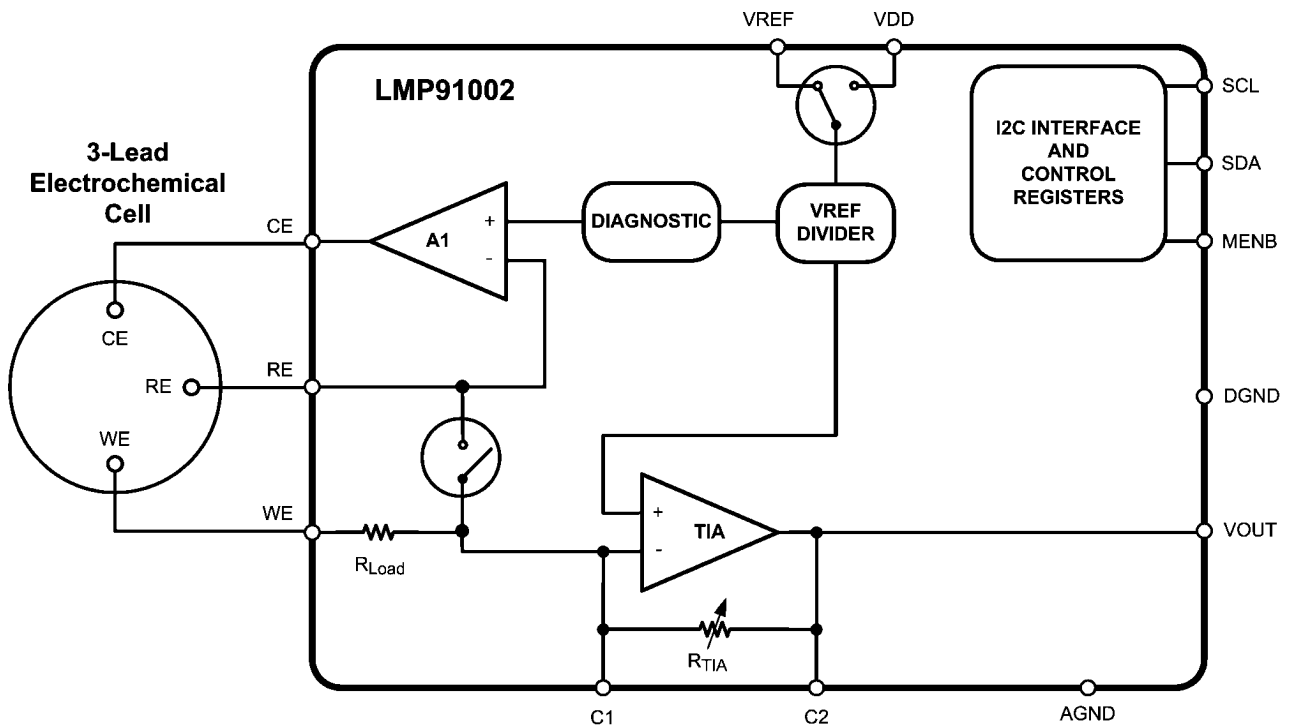 VREF
VDD
LMP91002
SCL
I2C INTERFACE
AND
CONTROL
REGISTERS
SDA
MENB
3-Lead
Electrochemical
Cell
CE
A1
+
-
DIAGNOSTIC
VREF
DIVIDER
CE
RE
RE
DGND
WE
WE
RLoad
+
-
TIA
VOUT
RTIA
C1
C2
AGND